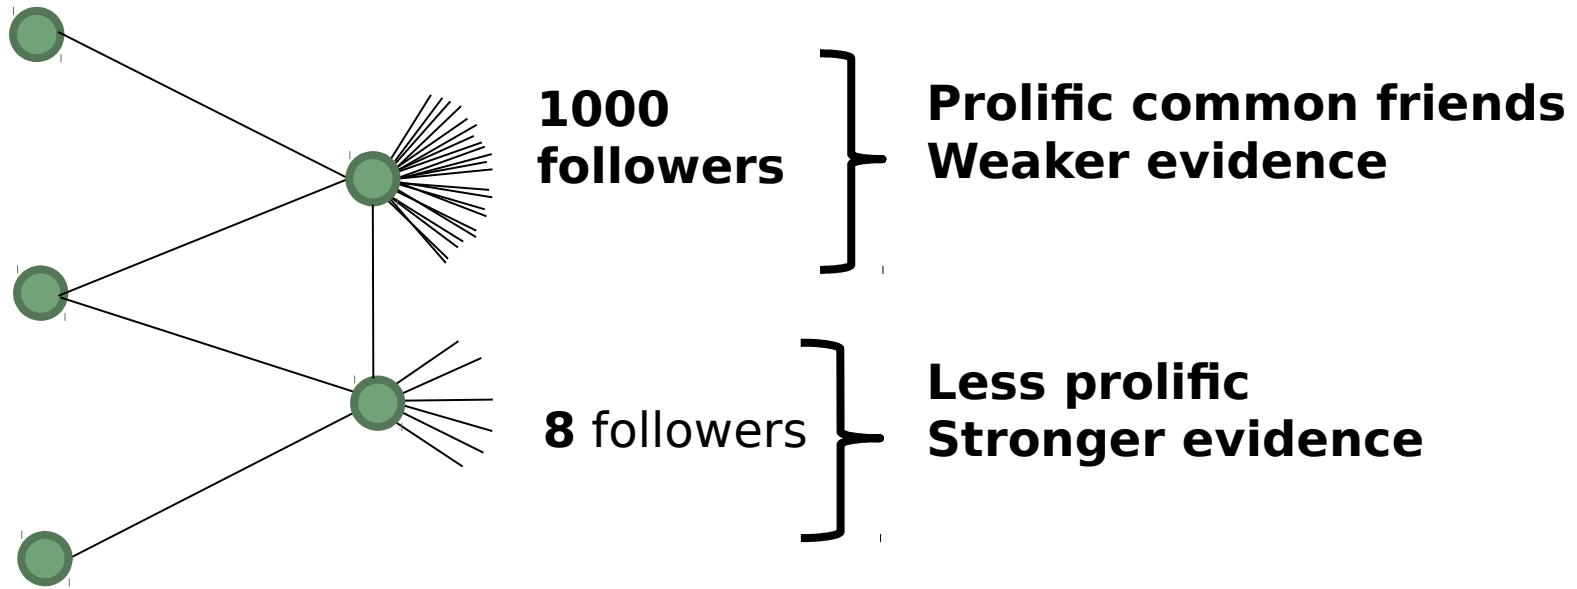 1000
followers
Prolific common friends
Weaker evidence
8 followers
Less prolific
Stronger evidence